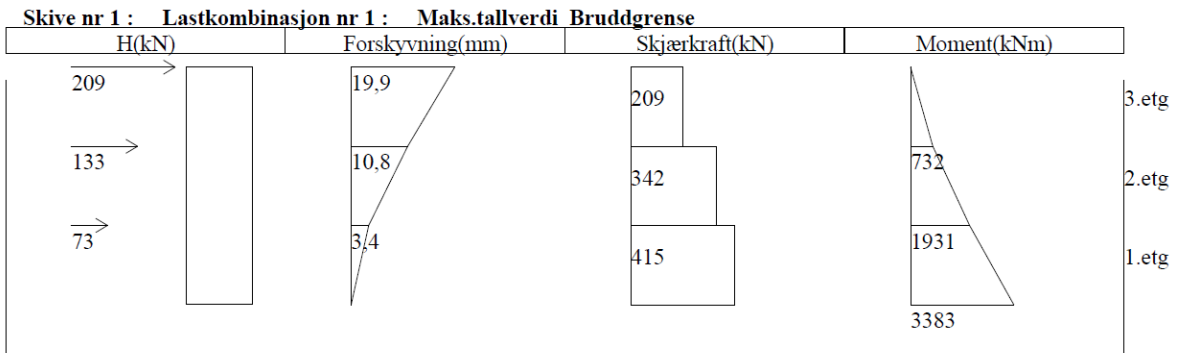 Skive nr 1 : Lastkombinasjon nr 1 : Maks.tallverdi Bruddgrense
H(kN) Forskyvning(mm) Skjærkraft(kN) Moment(kNm)
209 19,9 209 3.etg
133 10,8 342 732 2.etg
73 3,4 415 1931 1.etg
3383